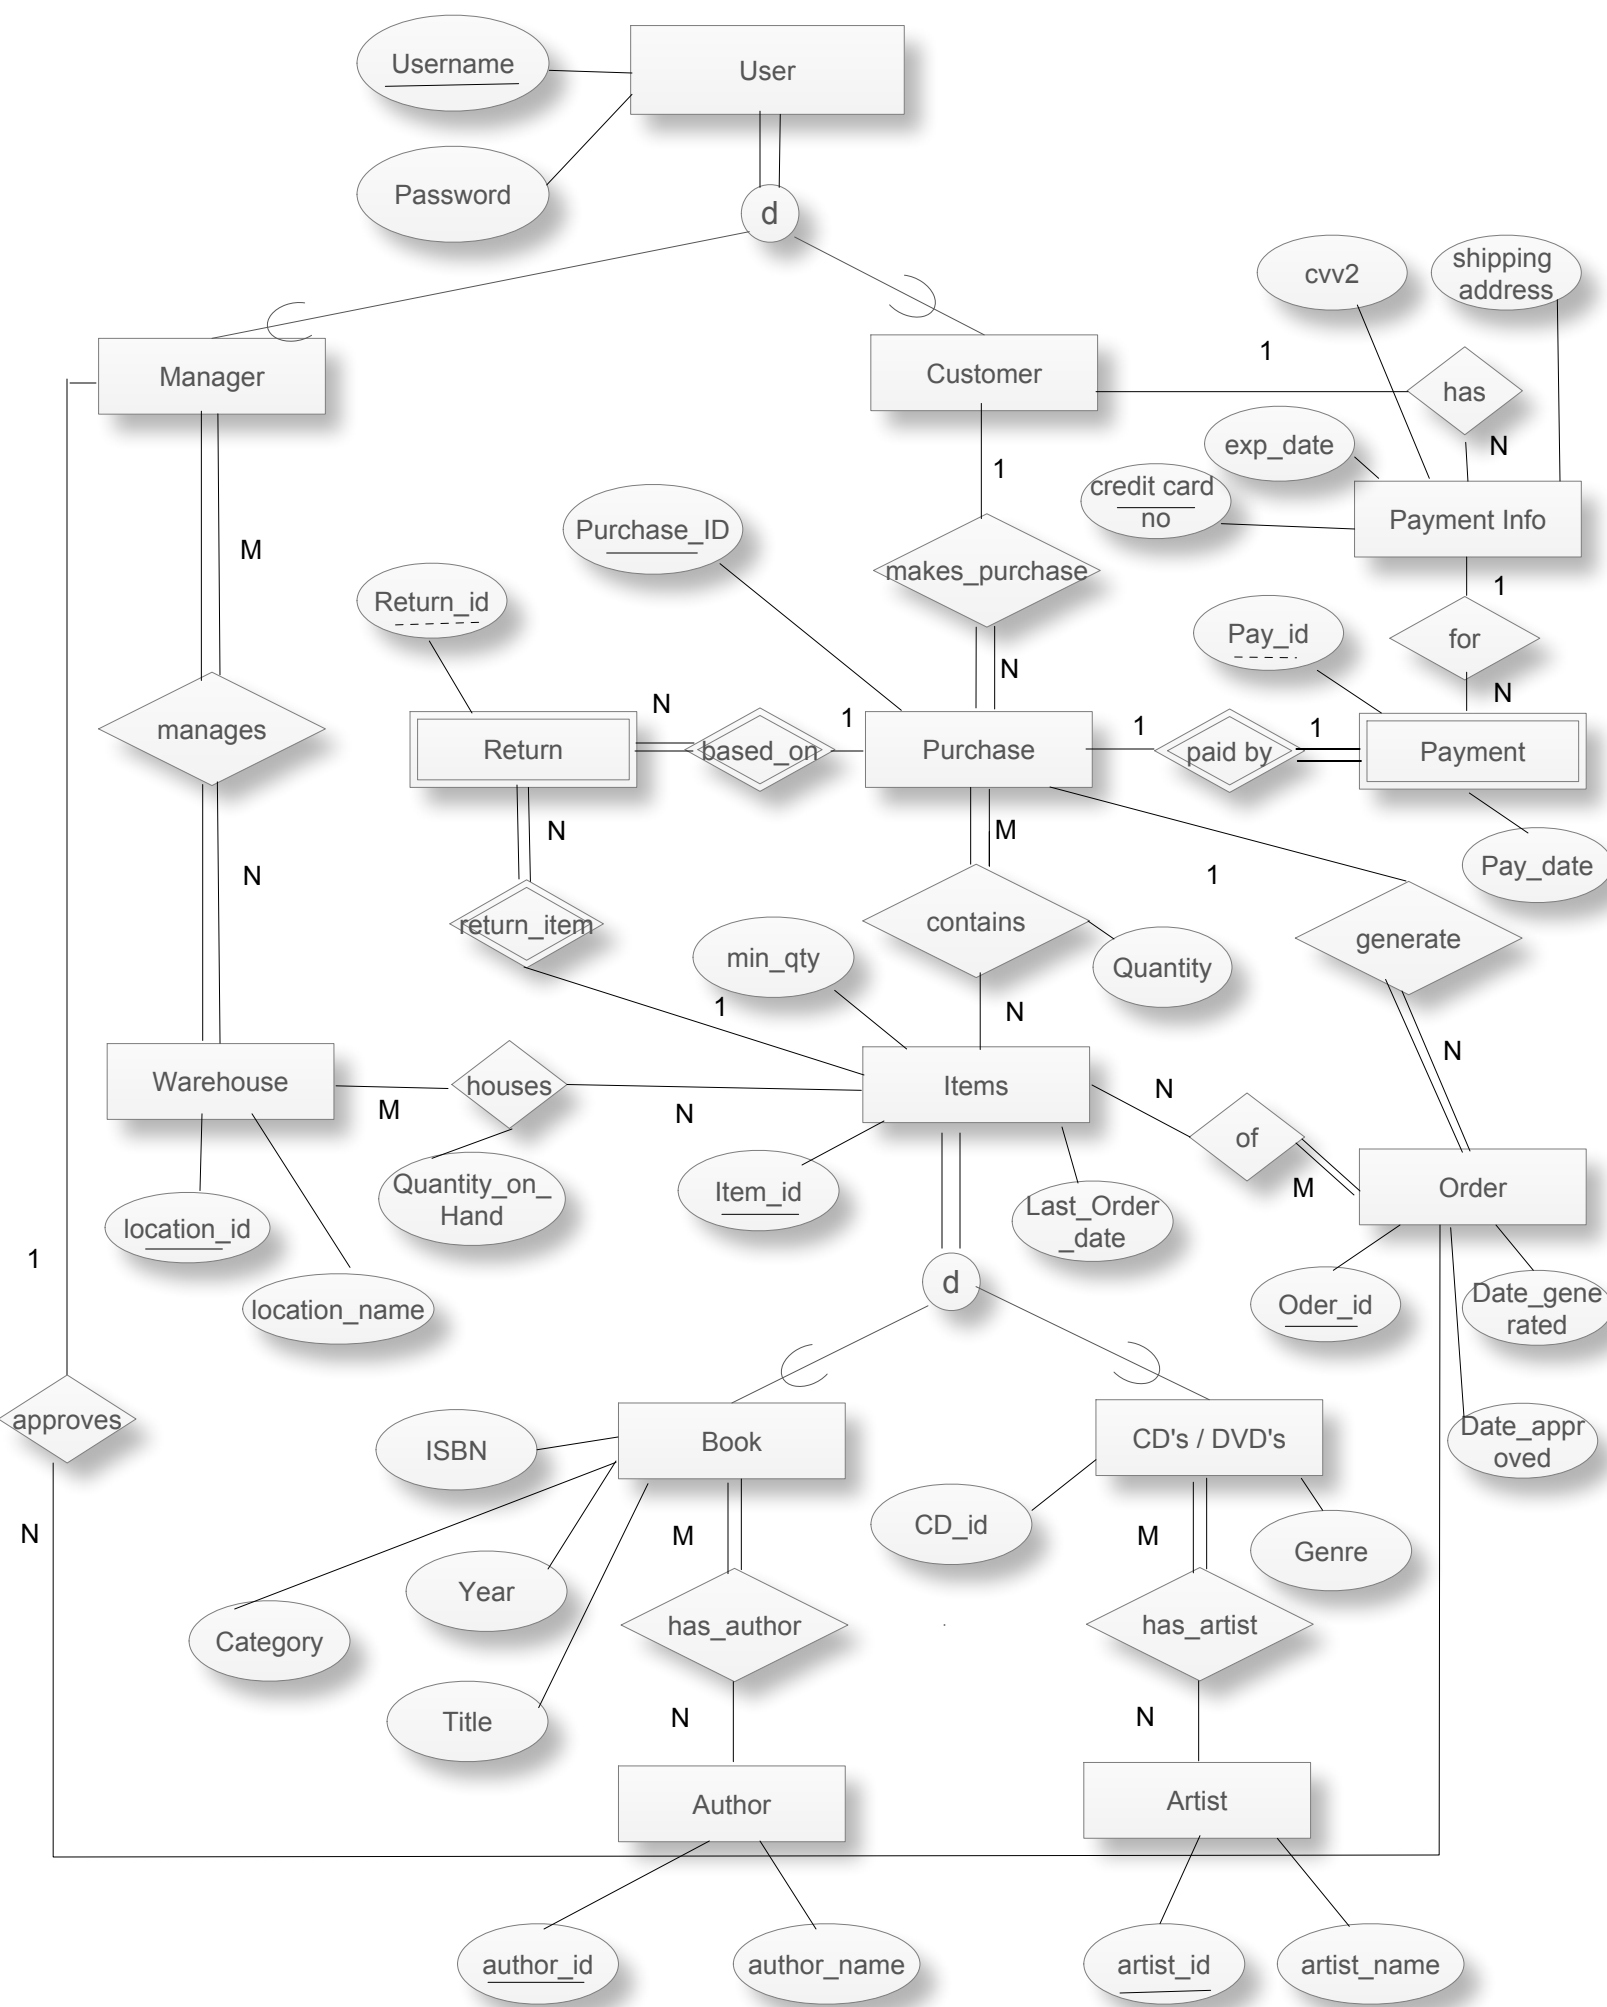 Username
User
Password
d
cvv2
shipping
address
1
Manager
Customer
has
exp_date
N
1
credit card
no
Payment Info
Purchase_ID
M
makes_purchase
1
Return_id
Pay_id
for
N
N
N
manages
1
1
1
Return
based_on
Purchase
paid by
Payment
N
M
Pay_date
N
1
return_item
contains
generate
min_qty
Quantity
1
N
N
Warehouse
houses
Items
N
M
N
of
Quantity_on_
Hand
Item_id
M
Order
location_id
Last_Order
_date
1
d
location_name
Oder_id
Date_gene
rated
approves
ISBN
Book
CD's / DVD's
Date_appr
oved
N
CD_id
M
M
Genre
Year
Category
has_author
has_artist
Title
N
N
Author
Artist
author_id
author_name
artist_id
artist_name